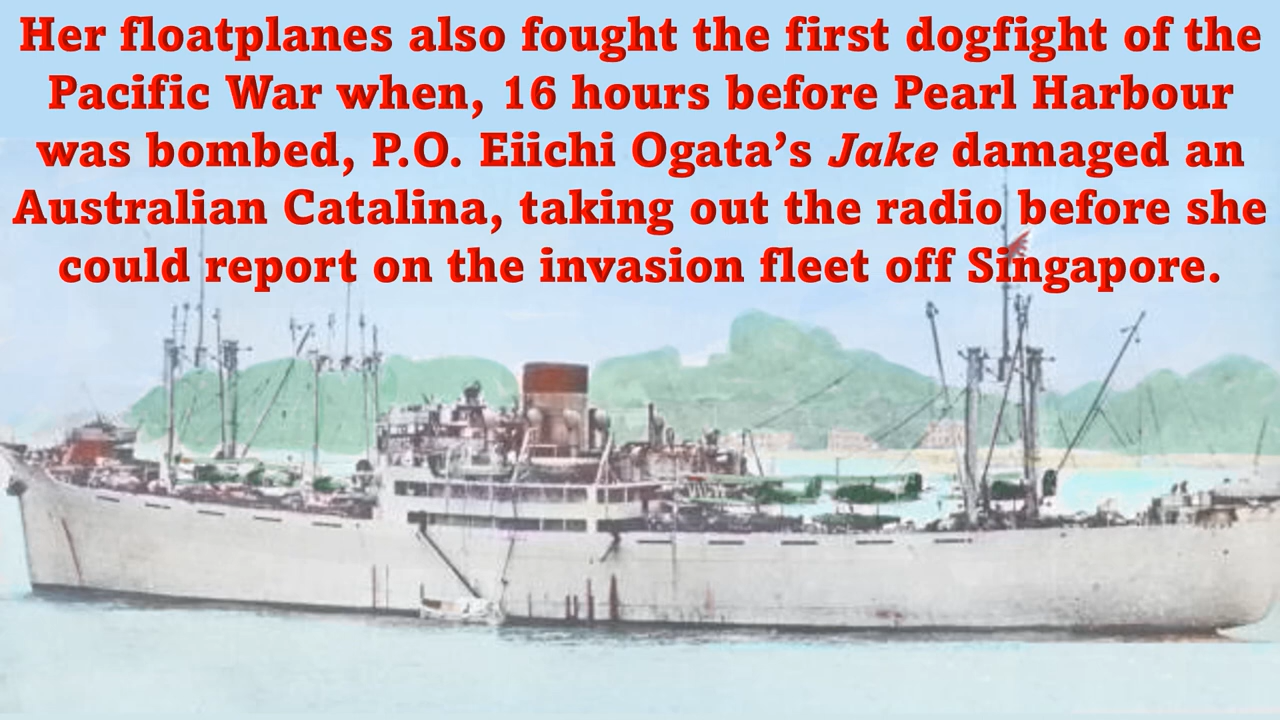 Her floatplanes also fought the first dogfight of the
Pacific War when, 16 hours before Pearl Harbour
was bombed, P.O. Eiichi Ogata’s Jake damaged an
Australian Catalina, taking out the radio before she
could report on the invasion fleet off Singapore.